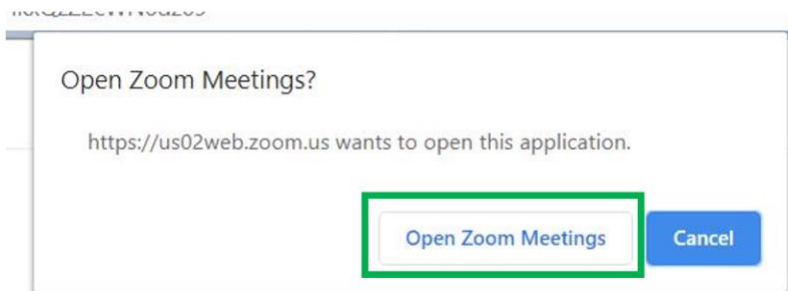 Open Zoom Meetings?
https://us02web.zoom.us wants to open this application.
Open Zoom Meetings
Cancel